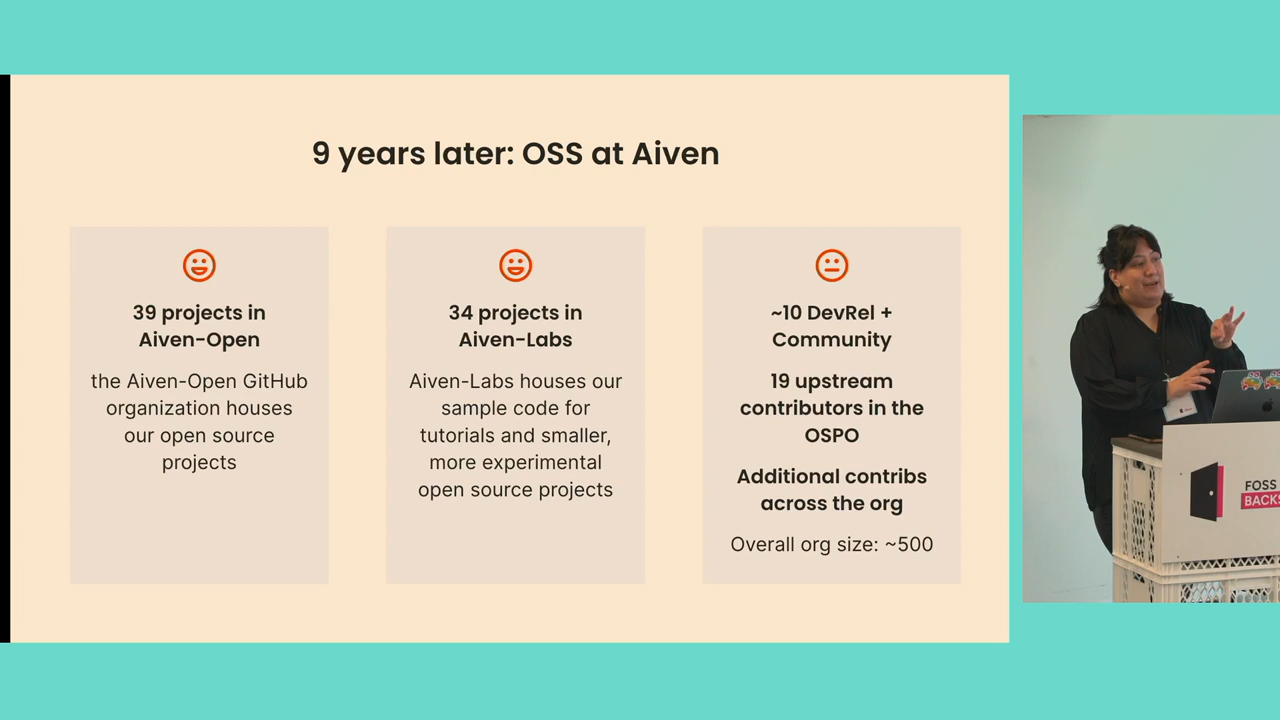 9 years later: OSS at Aiven
39 projects in
Aiven-Open
the Aiven-Open GitHub
organization houses
our open source
projects
34 projects in
Aiven-Labs
Aiven-Labs houses our
sample code for
tutorials and smaller,
more experimental
open source projects
~10 DevRel +
Community
19 upstream
contributors in the
OSPO
Additional contribs
across the org
Overall org size: ~500
FOSS
BACKS